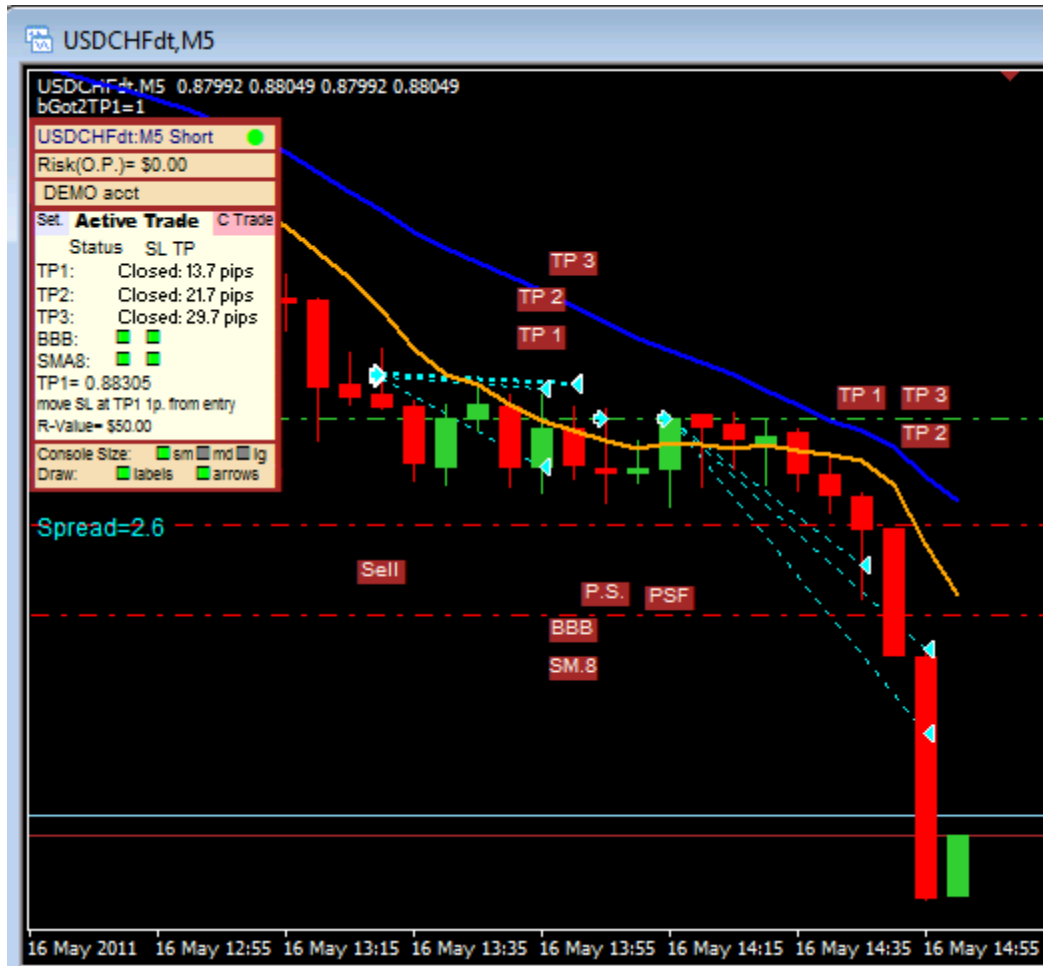 USDCHFdt,M5
USDCHFdt,M5 0.87992 0.88049 0.87992 0.88049
bGot2TP1=1
USDCHFdt:M5 Short
Risk(O.P.)= $0.00
DEMO acct
Set. Active Trade C Trade
Status SL TP
TP1: Closed: 13.7 pips
TP2: Closed: 21.7 pips
TP3: Closed: 29.7 pips
BBB:
SMA8:
TP1= 0.88305
move SL at TP1 1p. from entry
R-Value= $50.00
Console Size: sm md lg
Draw: labels arrows
Spread=2.6
TP 3
TP 2
TP 1
TP 1 TP 3
TP 2
Sell
P.S. PSF
BBB
SM.8
16 May 2011 16 May 12:55 16 May 13:15 16 May 13:35 16 May 13:55 16 May 14:15 16 May 14:35 16 May 14:55